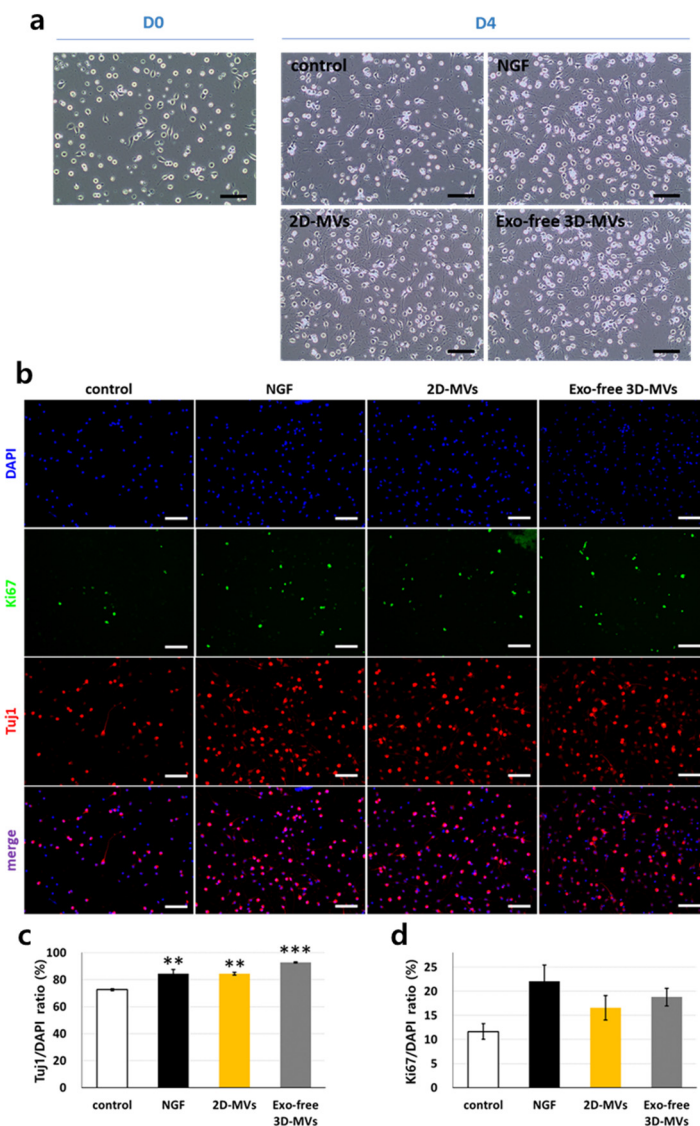 a
D0
D4
control
NGF
2D-MVs
Exo-free 3D-MVs
b
control
NGF
2D-MVs
Exo-free 3D-MVs
DAPI
Ki67
Tuj1
merge
c
Tuj1/DAPI ratio (%)
100
80
60
40
20
0
**
**
***
control
NGF
2D-MVs
Exo-free
3D-MVs
d
Ki67/DAPI ratio (%)
25
20
15
10
5
0
control
NGF
2D-MVs
Exo-free
3D-MVs